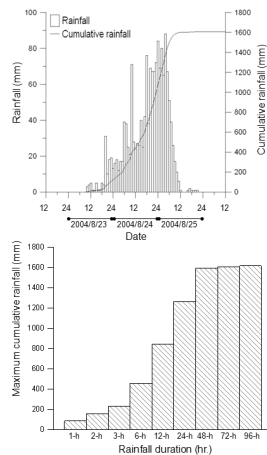 100
80
60
40
20
0
Rainfall (mm)
Rainfall
Cumulative rainfall
1800
1600
1400
1200
1000
800
600
400
200
0
Cumulative rainfall (mm)
12 24 12 24 12 24 12 24 12
2004/8/23 2004/8/24 2004/8/25
Date
1800
1600
1400
1200
1000
800
600
400
200
0
Maximum cumulative rainfall (mm)
1-h 2-h 3-h 6-h 12-h 24-h 48-h 72-h 96-h
Rainfall duration (hr.)